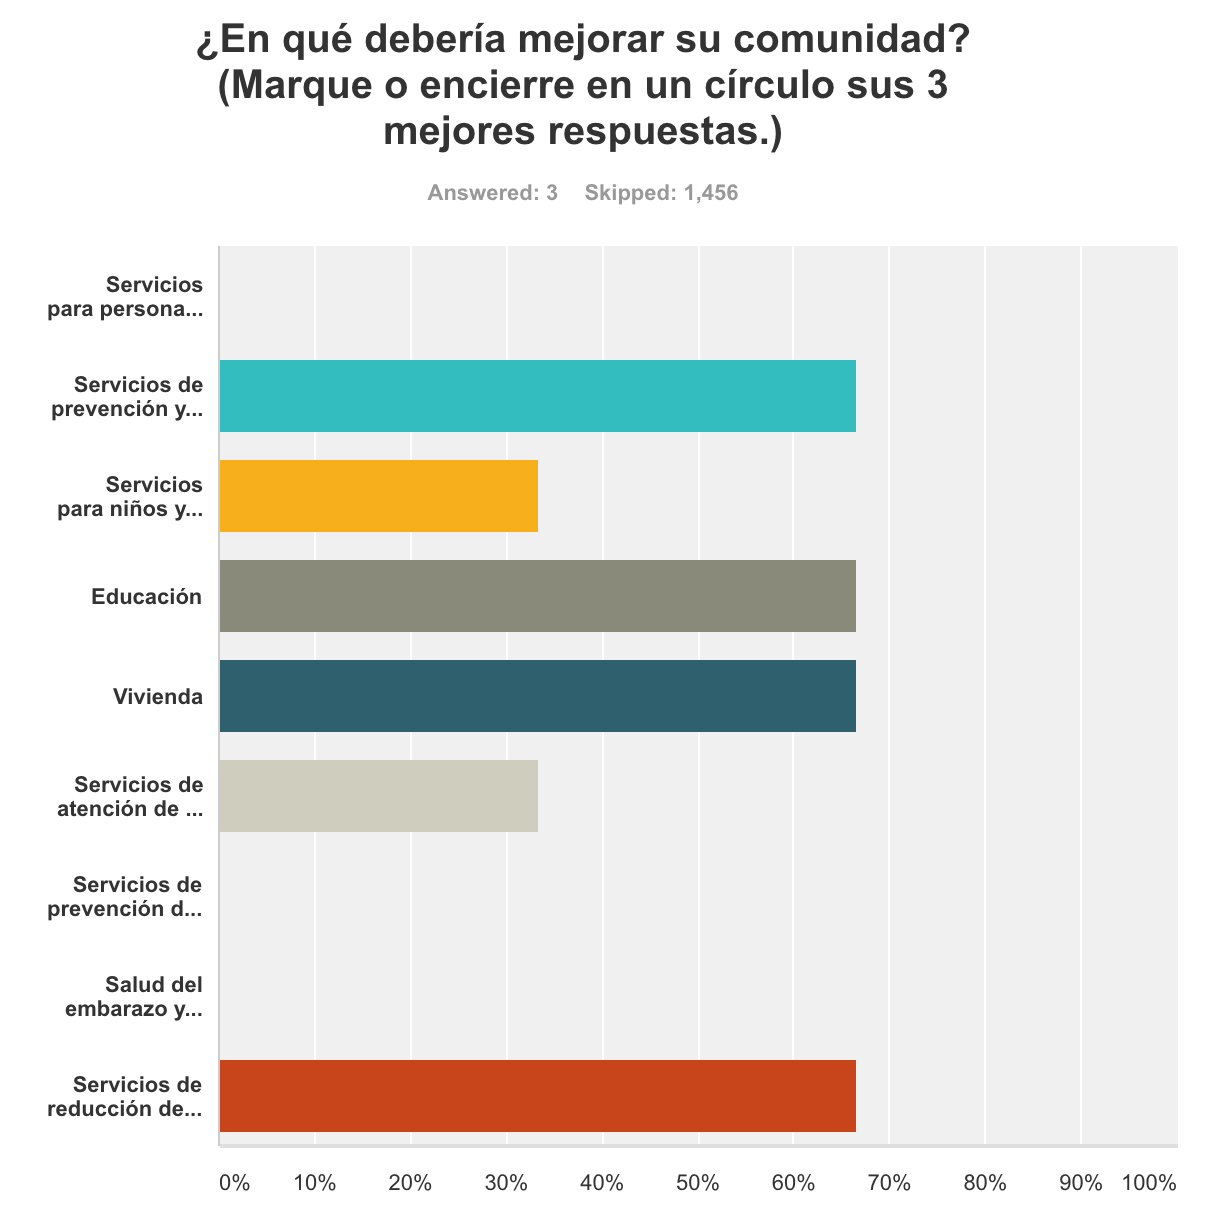 ¿En qué debería mejorar su comunidad?
(Marque o encierre en un círculo sus 3
mejores respuestas.)
Answered: 3 Skipped: 1,456
Servicios
para persona...
Servicios de
prevención y...
Servicios
para niños y...
Educación
Vivienda
Servicios de
atención de ...
Servicios de
prevención d...
Salud del
embarazo y...
Servicios de
reducción de...
0% 10% 20% 30% 40% 50% 60% 70% 80% 90% 100%